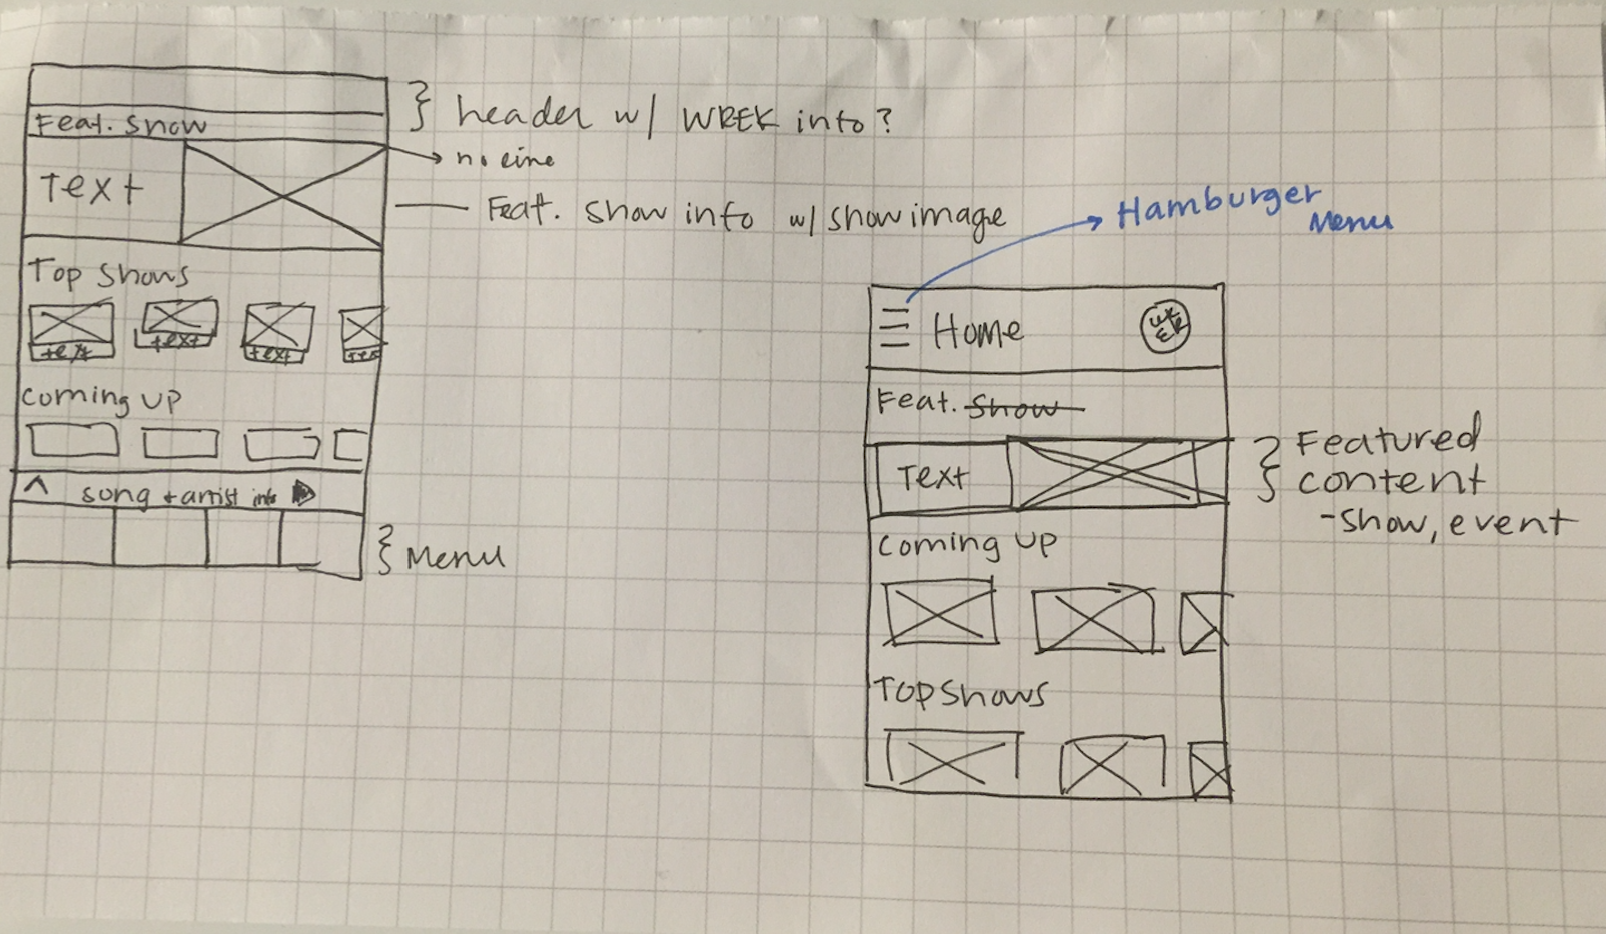 header w/ WREK info?
Feat. Show
no line
Text
Feat. show info w/ show image
Top Shows
text text text tex
Coming up
^ song + artist info
Menu
Hamburger
Menu
Home
WREK
Feat. Show
Text
Featured
content
- show, event
Coming up
Top Shows